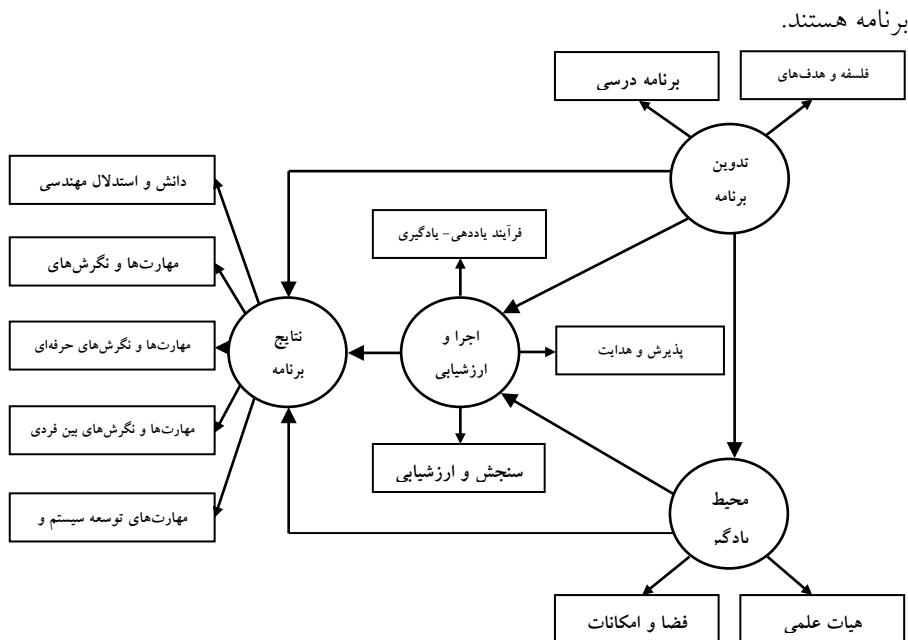 برنامه هستند.
فلسفه و هدف‌های
برنامه درسی
تدوین
برنامه
دانش و استدلال مهندسی
فرآیند یاددهی- یادگیری
مهارت‌ها و نگرش‌های
نتایج
برنامه
اجرا و
ارزشیابی
مهارت‌ها و نگرش‌های حرفه‌ای
پذیرش و هدایت
مهارت‌ها و نگرش‌های بین فردی
سنجش و ارزشیابی
محیط
یادگیر
مهارت‌های توسعه سیستم و
هیات علمی
فضا و امکانات